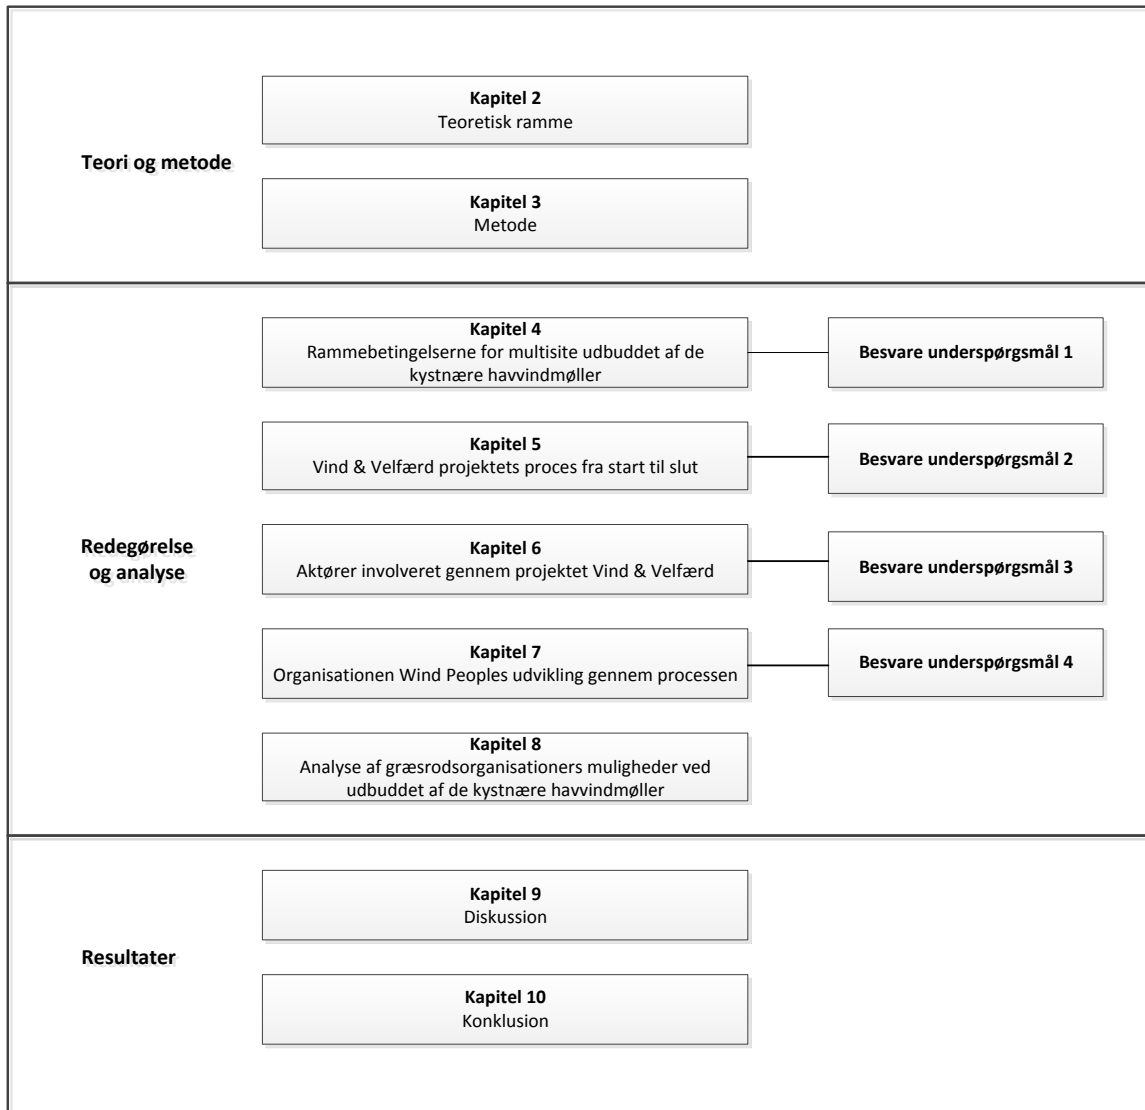 Kapitel 2
Teoretisk ramme
Teori og metode
Kapitel 3
Metode
Kapitel 4
Rammebetingelserne for multisite udbuddet af de
kystnære havvindmøller
Besvare underspørgsmål 1
Kapitel 5
Vind & Velfærd projektets proces fra start til slut
Besvare underspørgsmål 2
Redegørelse
og analyse
Kapitel 6
Aktører involveret gennem projektet Vind & Velfærd
Besvare underspørgsmål 3
Kapitel 7
Organisationen Wind Peoples udvikling gennem processen
Besvare underspørgsmål 4
Kapitel 8
Analyse af græsrodsorganisationers muligheder ved
udbuddet af de kystnære havvindmøller
Kapitel 9
Diskussion
Resultater
Kapitel 10
Konklusion